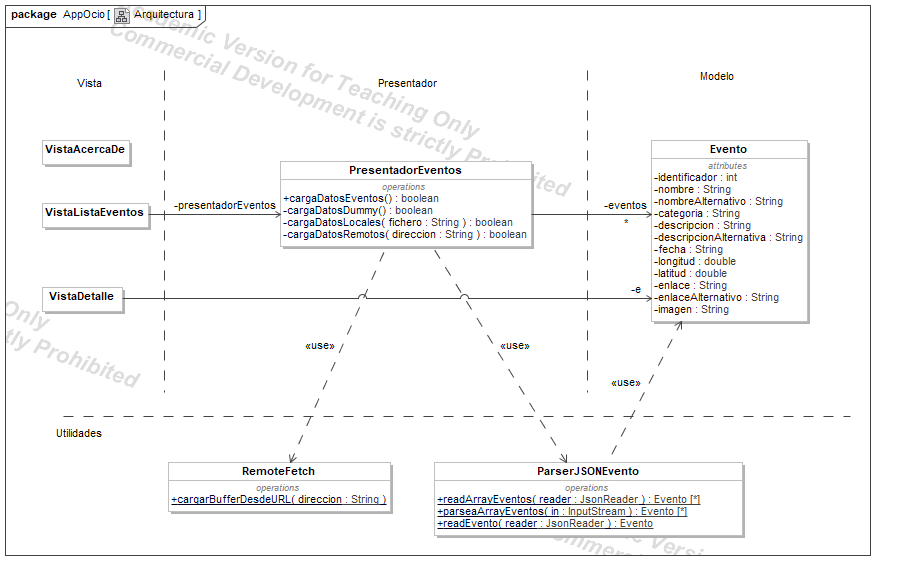 package AppOcio [ Arquitectura ]
Academic Version for Teaching Only
Commercial Development is strictly Prohibited
Vista
Presentador
Modelo
VistaAcercaDe
VistaListaEventos
VistaDetalle
-presentadorEventos
PresentadorEventos
operations
+cargaDatosEventos() : boolean
-cargaDatosDummy() : boolean
-cargaDatosLocales( fichero : String ) : boolean
-cargaDatosRemotos( direccion : String ) : boolean
-eventos
*
-e
Evento
attributes
-identificador : int
-nombre : String
-nombreAlternativo : String
-categoria : String
-descripcion : String
-descripcionAlternativa : String
-fecha : String
-longitud : double
-latitud : double
-enlace : String
-enlaceAlternativo : String
-imagen : String
Only
tly Prohibited
«use»
«use»
«use»
Utilidades
RemoteFetch
operations
+cargarBufferDesdeURL( direccion : String )
ParserJSONEvento
operations
+readArrayEventos( reader : JsonReader ) : Evento [*]
+parseaArrayEventos( in : InputStream ) : Evento [*]
+readEvento( reader : JsonReader ) : Evento